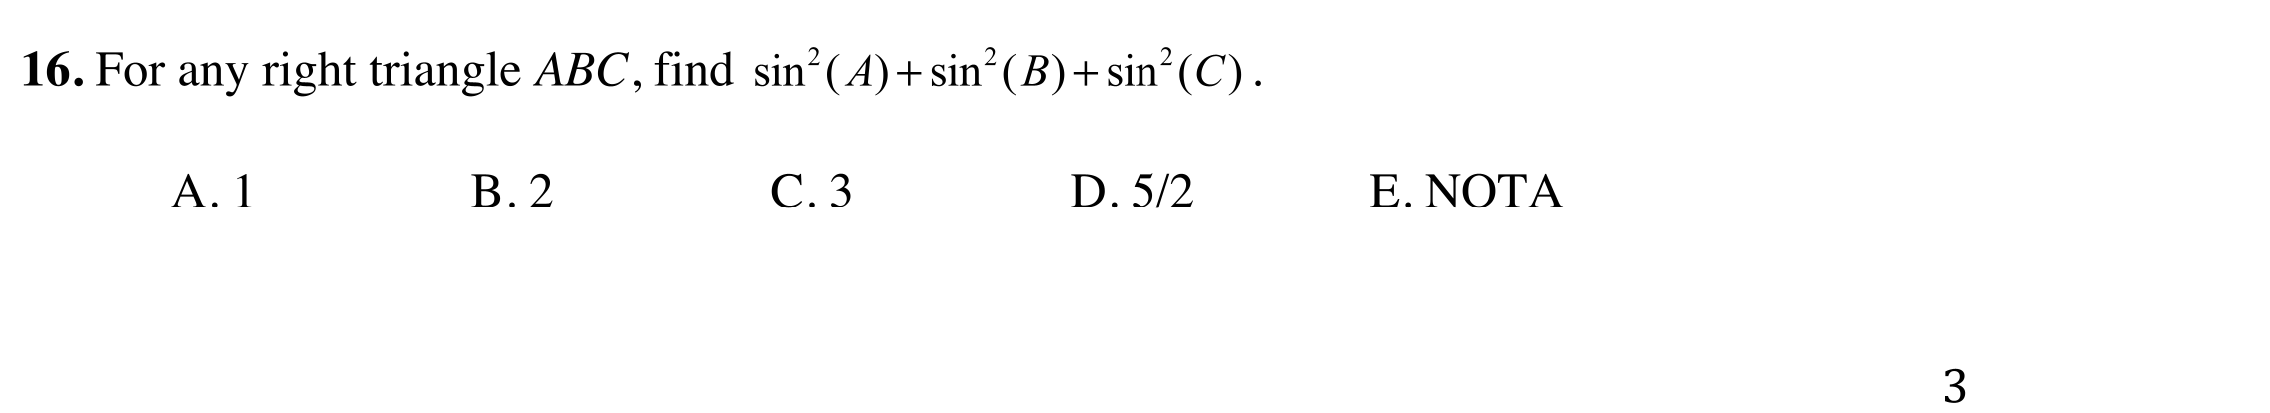 16. For any right triangle ABC, find sin²(A)+sin²(B)+sin²(C).
A. 1 B. 2 C. 3 D. 5/2 E. NOTA
3